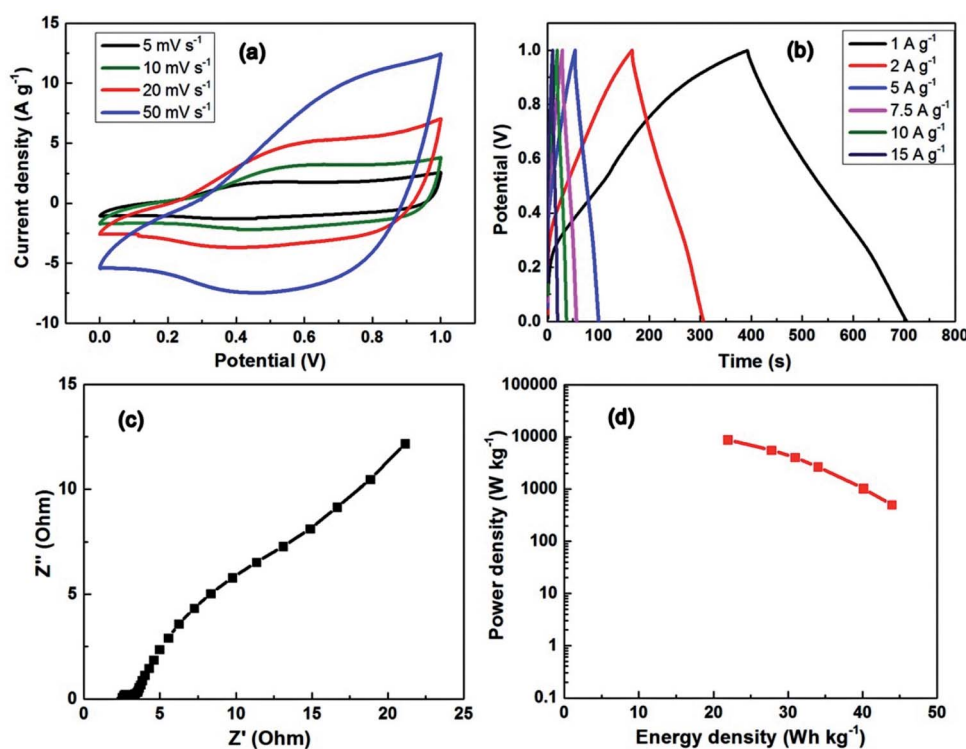 (a)
5 mV s⁻¹
10 mV s⁻¹
20 mV s⁻¹
50 mV s⁻¹
15
10
5
0
-5
-10
Current density (A g⁻¹)
0.0 0.2 0.4 0.6 0.8 1.0
Potential (V)
(b)
1 A g⁻¹
2 A g⁻¹
5 A g⁻¹
7.5 A g⁻¹
10 A g⁻¹
15 A g⁻¹
1.0
0.8
0.6
0.4
0.2
0.0
Potential (V)
0 100 200 300 400 500 600 700 800
Time (s)
(c)
15
10
5
0
Z'' (Ohm)
0 5 10 15 20 25
Z' (Ohm)
(d)
100000
10000
1000
100
10
1
0.1
Power density (W kg⁻¹)
0 10 20 30 40 50
Energy density (Wh kg⁻¹)